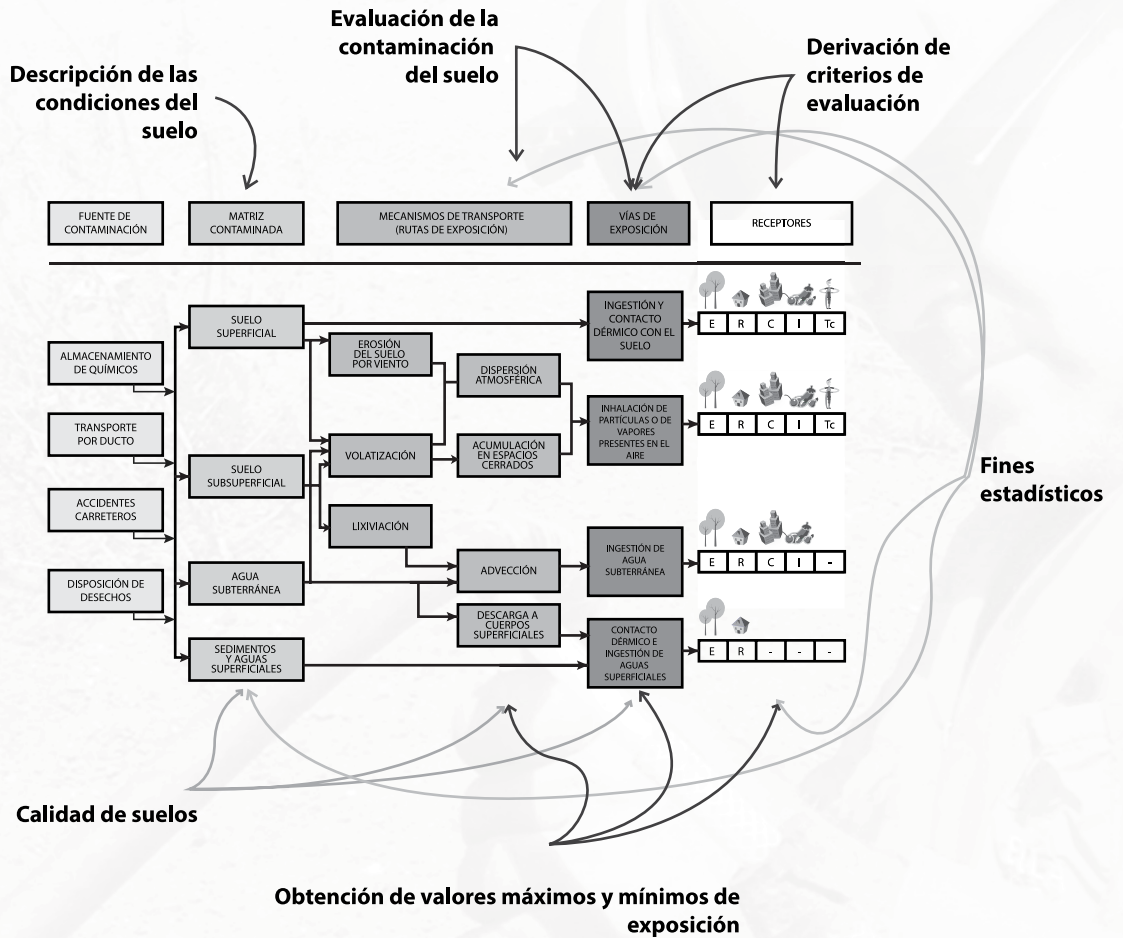 Evaluación de la
contaminación
del suelo
Derivación de
criterios de
evaluación
Descripción de las
condiciones del
suelo
FUENTE DE
CONTAMINACIÓN
MATRIZ
CONTAMINADA
MECANISMOS DE TRANSPORTE
(RUTAS DE EXPOSICIÓN)
VÍAS DE
EXPOSICIÓN
RECEPTORES
ALMACENAMIENTO
DE QUÍMICOS
TRANSPORTE
POR DUCTO
ACCIDENTES
CARRETEROS
DISPOSICIÓN DE
DESECHOS
SUELO
SUPERFICIAL
SUELO
SUBSUPERFICIAL
AGUA
SUBTERRÁNEA
SEDIMENTOS
Y AGUAS
SUPERFICIALES
EROSIÓN
DEL SUELO
POR VIENTO
VOLATIZACIÓN
LIXIVIACIÓN
DISPERSIÓN
ATMOSFÉRICA
ACUMULACIÓN
EN ESPACIOS
CERRADOS
ADVECCIÓN
DESCARGA A
CUERPOS
SUPERFICIALES
INGESTIÓN Y
CONTACTO
DÉRMICO CON EL
SUELO
E R C I Tc
INHALACIÓN DE
PARTÍCULAS O DE
VAPORES
PRESENTES EN EL
AIRE
E R C I Tc
INGESTIÓN DE
AGUA
SUBTERRÁNEA
E R C I -
CONTACTO
DÉRMICO E
INGESTIÓN DE
AGUAS
SUPERFICIALES
E R - - -
Fines
estadísticos
Calidad de suelos
Obtención de valores máximos y mínimos de
exposición